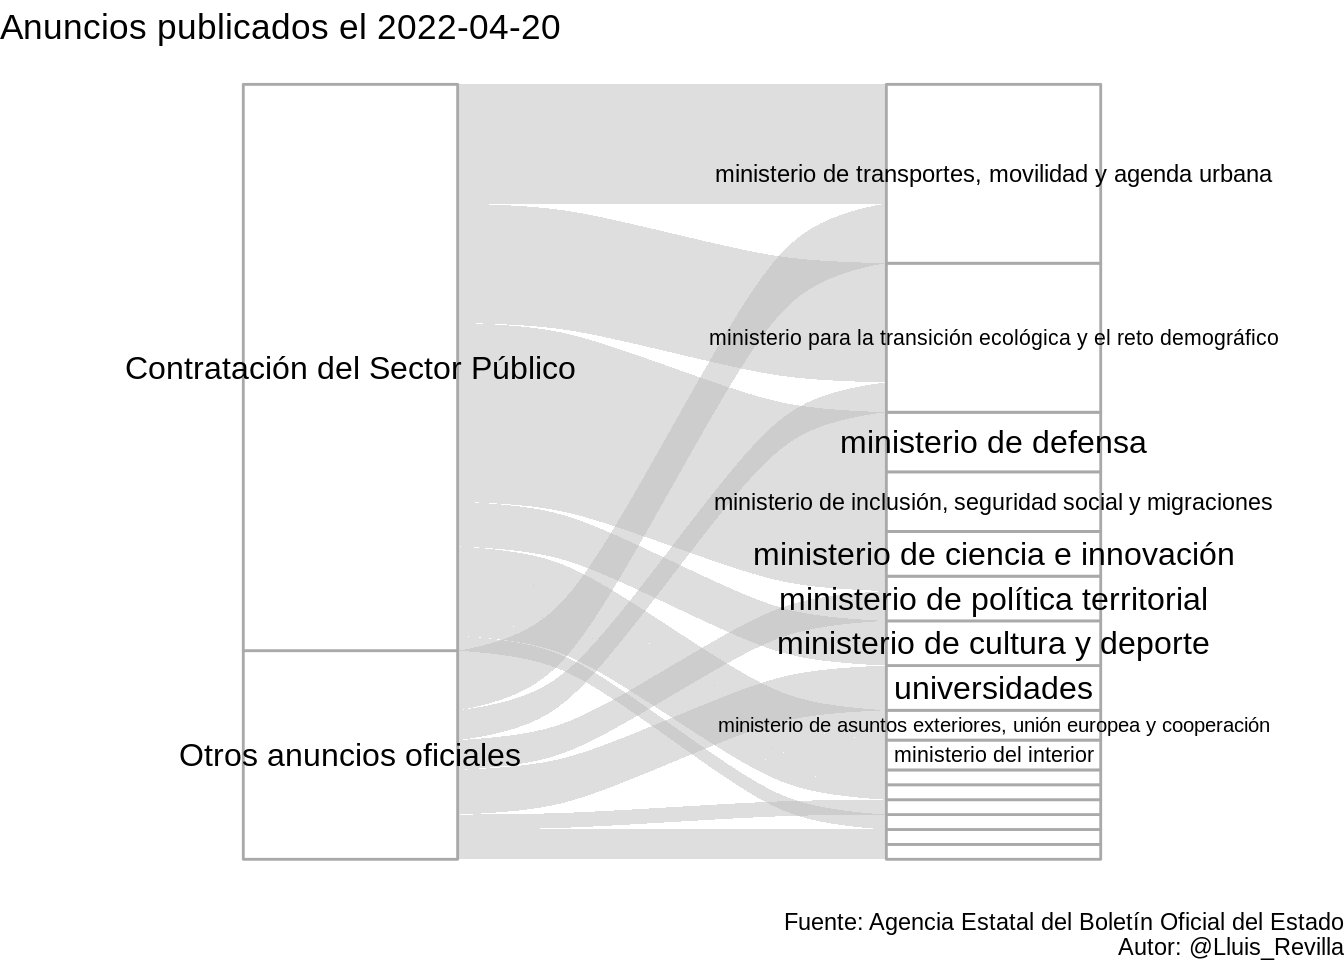 Anuncios publicados el 2022-04-20
Contratación del Sector Público
Otros anuncios oficiales
ministerio de transportes, movilidad y agenda urbana
ministerio para la transición ecológica y el reto demográfico
ministerio de defensa
ministerio de inclusión, seguridad social y migraciones
ministerio de ciencia e innovación
ministerio de política territorial
ministerio de cultura y deporte
universidades
ministerio de asuntos exteriores, unión europea y cooperación
ministerio del interior
Fuente: Agencia Estatal del Boletín Oficial del Estado
Autor: @Lluis_Revilla